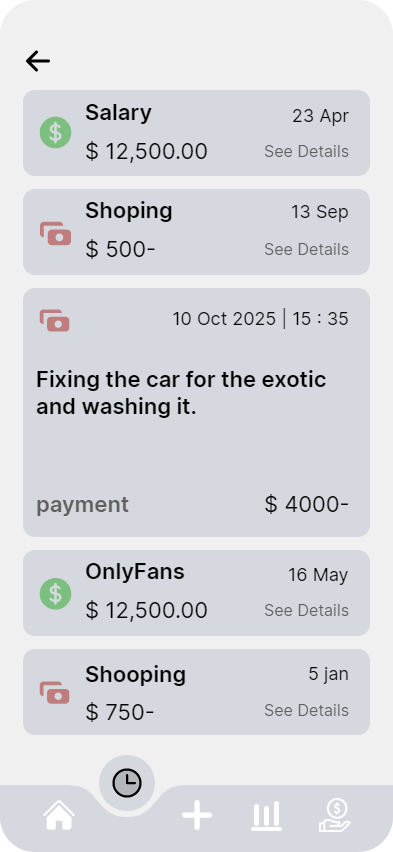 Salary
23 Apr
$ 12,500.00
See Details
Shoping
13 Sep
$ 500-
See Details
10 Oct 2025 | 15 : 35
Fixing the car for the exotic
and washing it.
payment
$ 4000-
OnlyFans
16 May
$ 12,500.00
See Details
Shooping
5 jan
$ 750-
See Details